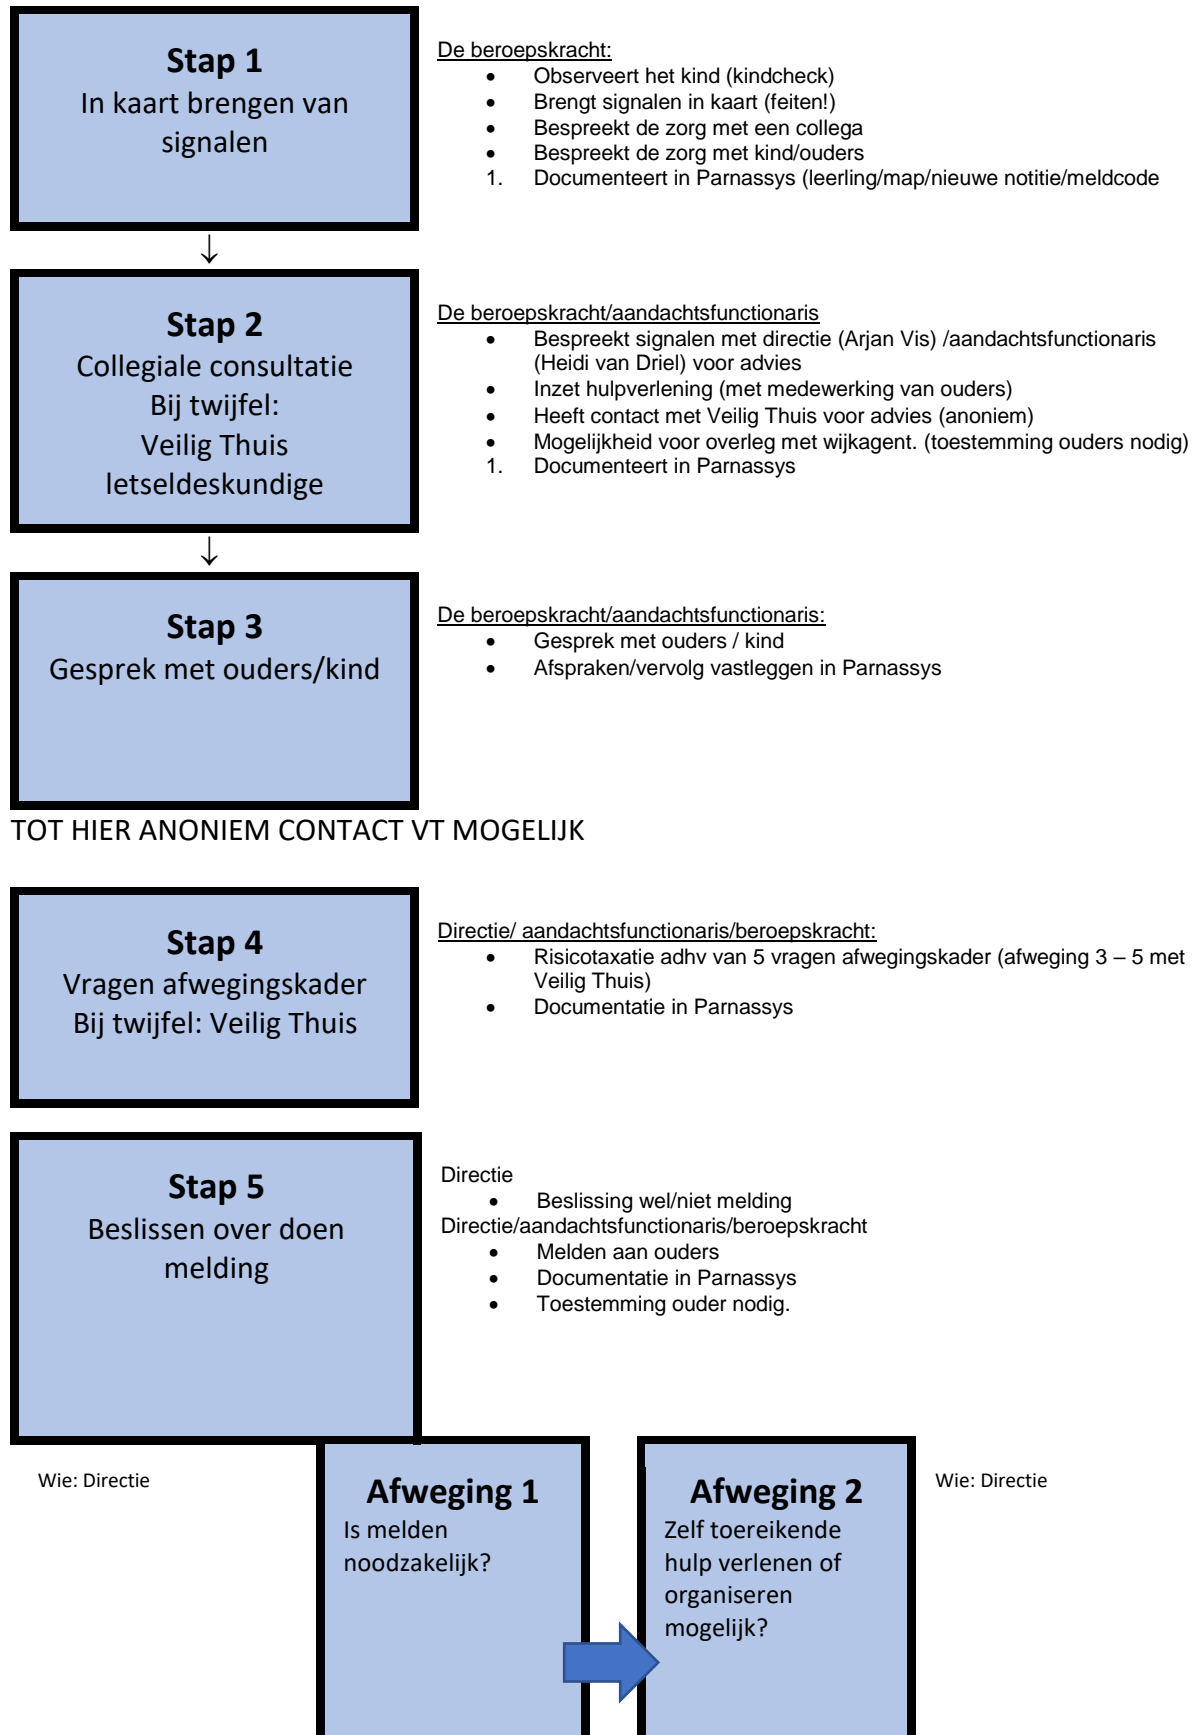 Stap 1
In kaart brengen van
signalen
De beroepskracht:
• Observeert het kind (kindcheck)
• Brengt signalen in kaart (feiten!)
• Bespreekt de zorg met een collega
• Bespreekt de zorg met kind/ouders
1. Documenteert in Parnassys (leerling/map/nieuwe notitie/meldcode
↓
Stap 2
Collegiale consultatie
Bij twijfel:
Veilig Thuis
letseldeskundige
De beroepskracht/aandachtsfunctionaris
• Bespreekt signalen met directie (Arjan Vis) /aandachtsfunctionaris
(Heidi van Driel) voor advies
• Inzet hulpverlening (met medewerking van ouders)
• Heeft contact met Veilig Thuis voor advies (anoniem)
• Mogelijkheid voor overleg met wijkagent. (toestemming ouders nodig)
1. Documenteert in Parnassys
↓
Stap 3
Gesprek met ouders/kind
De beroepskracht/aandachtsfunctionaris:
• Gesprek met ouders / kind
• Afspraken/vervolg vastleggen in Parnassys
TOT HIER ANONIEM CONTACT VT MOGELIJK
Stap 4
Vragen afwegingskader
Bij twijfel: Veilig Thuis
Directie/ aandachtsfunctionaris/beroepskracht:
• Risicotaxatie adhv van 5 vragen afwegingskader (afweging 3 – 5 met
Veilig Thuis)
• Documentatie in Parnassys
Stap 5
Beslissen over doen
melding
Directie
• Beslissing wel/niet melding
Directie/aandachtsfunctionaris/beroepskracht
• Melden aan ouders
• Documentatie in Parnassys
• Toestemming ouder nodig.
Wie: Directie
Afweging 1
Is melden
noodzakelijk?
Afweging 2
Zelf toereikende
hulp verlenen of
organiseren
mogelijk?
Wie: Directie